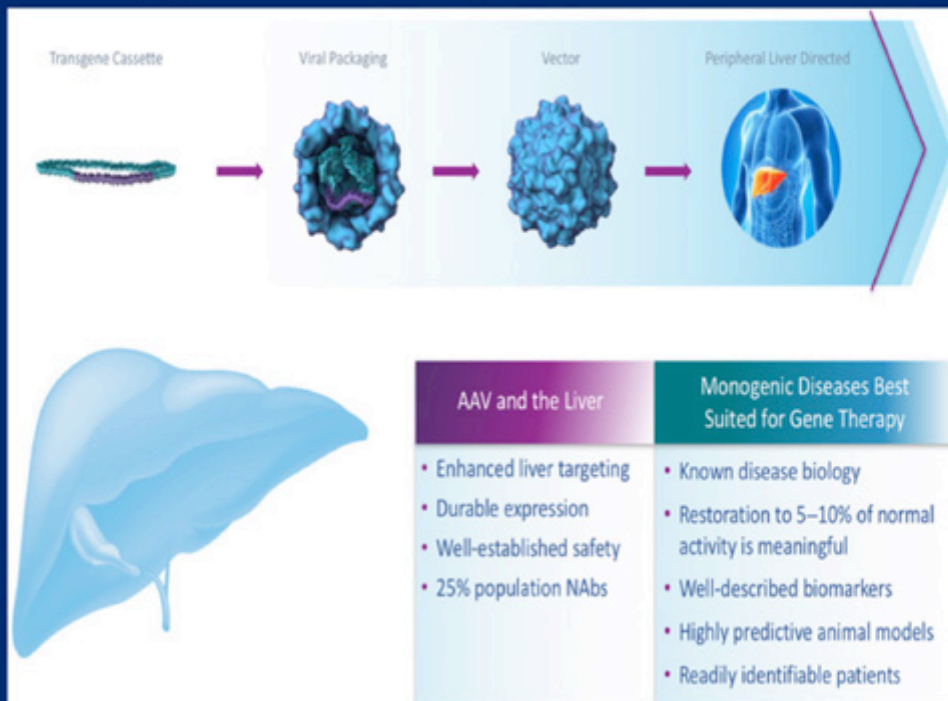 Transgene Cassette
Viral Packaging
Vector
Peripheral Liver Directed
AAV and the Liver
• Enhanced liver targeting
• Durable expression
• Well-established safety
• 25% population NAbs
Monogenic Diseases Best
Suited for Gene Therapy
• Known disease biology
• Restoration to 5–10% of normal
activity is meaningful
• Well-described biomarkers
• Highly predictive animal models
• Readily identifiable patients